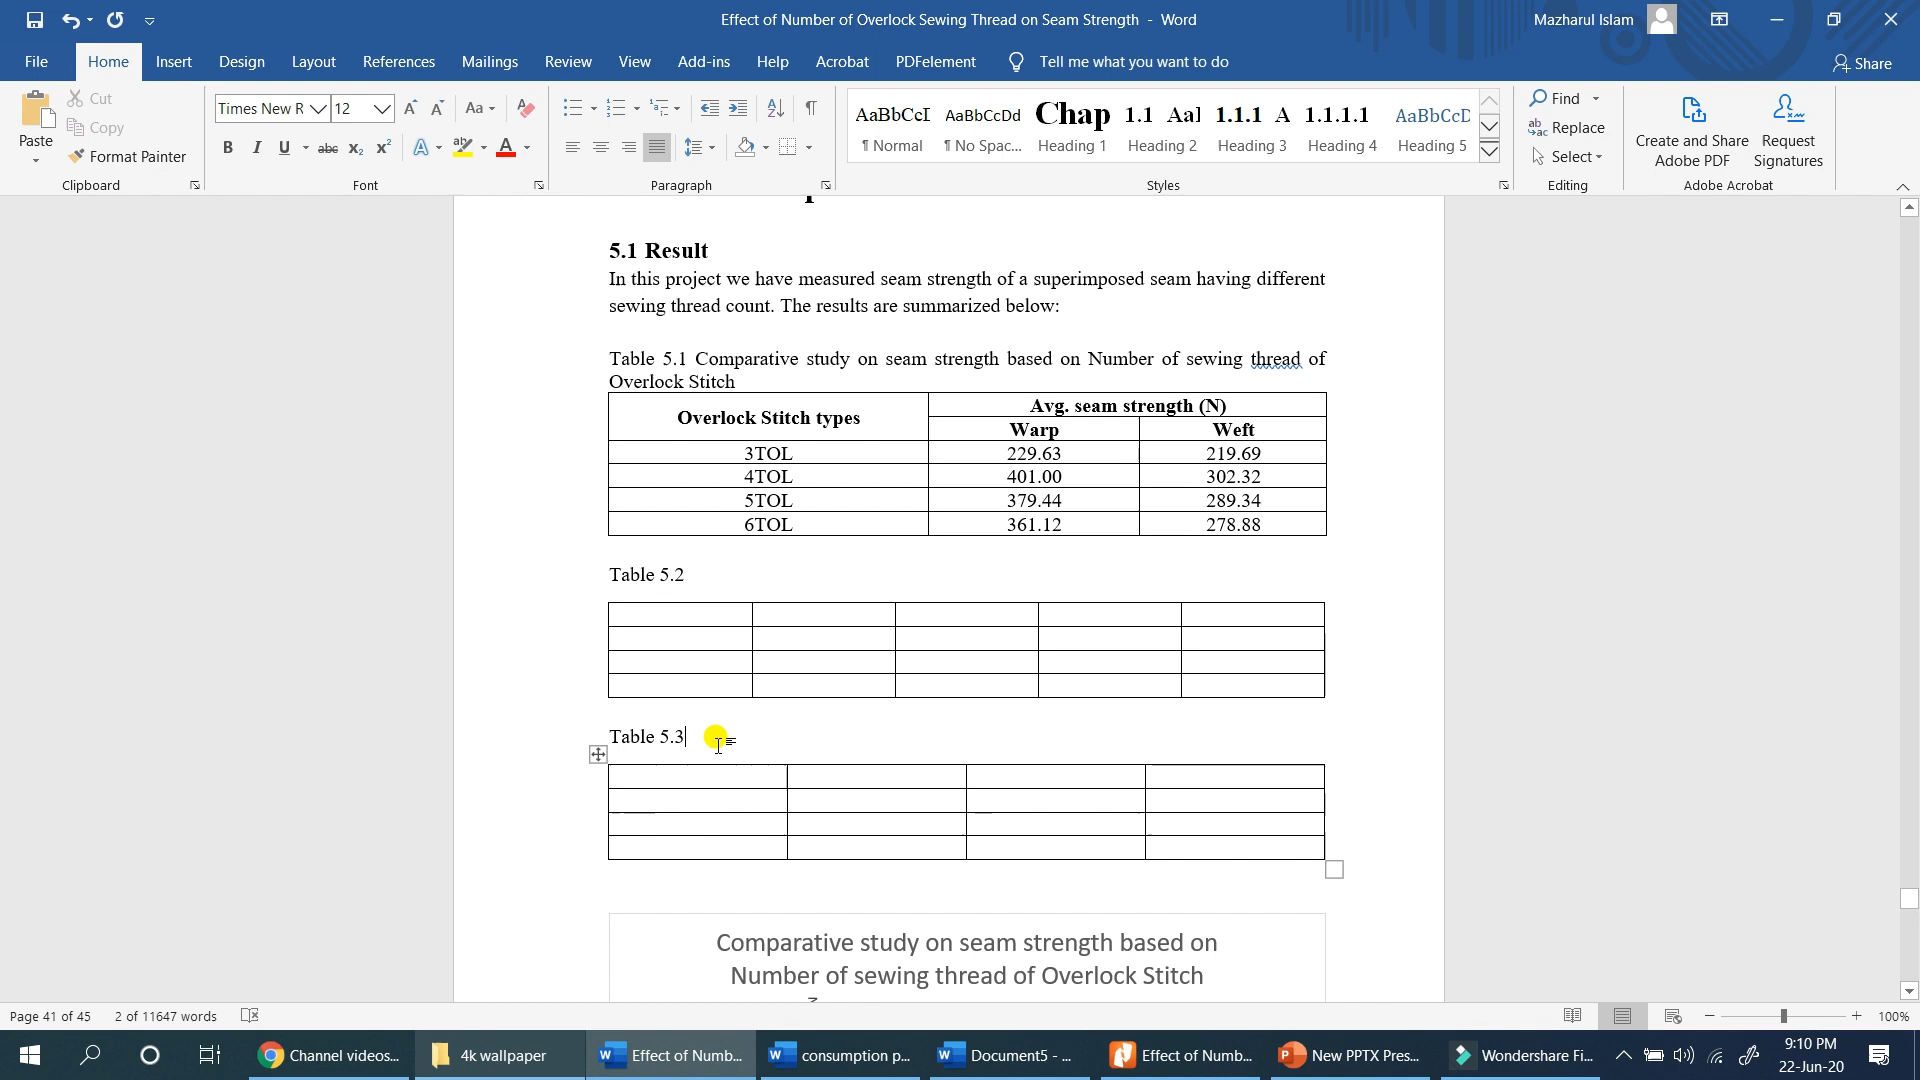 Effect of Number of Overlock Sewing Thread on Seam Strength - Word
Mazharul Islam
File Home Insert Design Layout References Mailings Review View Add-ins Help Acrobat PDFelement Tell me what you want to do
Share
Paste
Cut
Copy
Format Painter
Clipboard
Times New R 12
Font
Paragraph
AaBbCcI AaBbCcDd Chap 1.1 Aa] 1.1.1 A 1.1.1.1 AaBbCcD
¶ Normal ¶ No Spac... Heading 1 Heading 2 Heading 3 Heading 4 Heading 5
Styles
Find
Replace
Select
Editing
Create and Share
Adobe PDF
Request
Signatures
Adobe Acrobat
5.1 Result
In this project we have measured seam strength of a superimposed seam having different
sewing thread count. The results are summarized below:
Table 5.1 Comparative study on seam strength based on Number of sewing thread of
Overlock Stitch
Overlock Stitch types Avg. seam strength (N)
Warp Weft
3TOL 229.63 219.69
4TOL 401.00 302.32
5TOL 379.44 289.34
6TOL 361.12 278.88
Table 5.2
Table 5.3
Comparative study on seam strength based on
Number of sewing thread of Overlock Stitch
Page 41 of 45 2 of 11647 words
100%
Channel videos... 4k wallpaper Effect of Numb... consumption p... Document5 - ... Effect of Numb... New PPTX Pres... Wondershare Fi...
9:10 PM
22-Jun-20